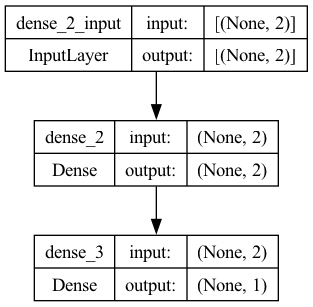 dense_2_input input: [(None, 2)]
InputLayer output: [(None, 2)]
dense_2 input: (None, 2)
Dense output: (None, 2)
dense_3 input: (None, 2)
Dense output: (None, 1)